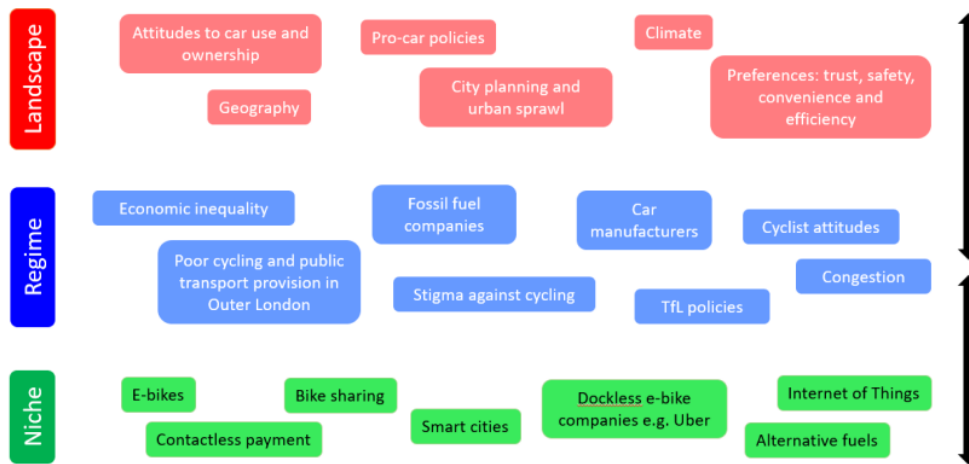 Landscape
Attitudes to car use and
ownership
Pro-car policies
Climate
Geography
City planning and
urban sprawl
Preferences: trust, safety,
convenience and
efficiency
Regime
Economic inequality
Fossil fuel
companies
Car
manufacturers
Cyclist attitudes
Poor cycling and public
transport provision in
Outer London
Stigma against cycling
TfL policies
Congestion
Niche
E-bikes
Bike sharing
Dockless e-bike
companies e.g. Uber
Internet of Things
Contactless payment
Smart cities
Alternative fuels